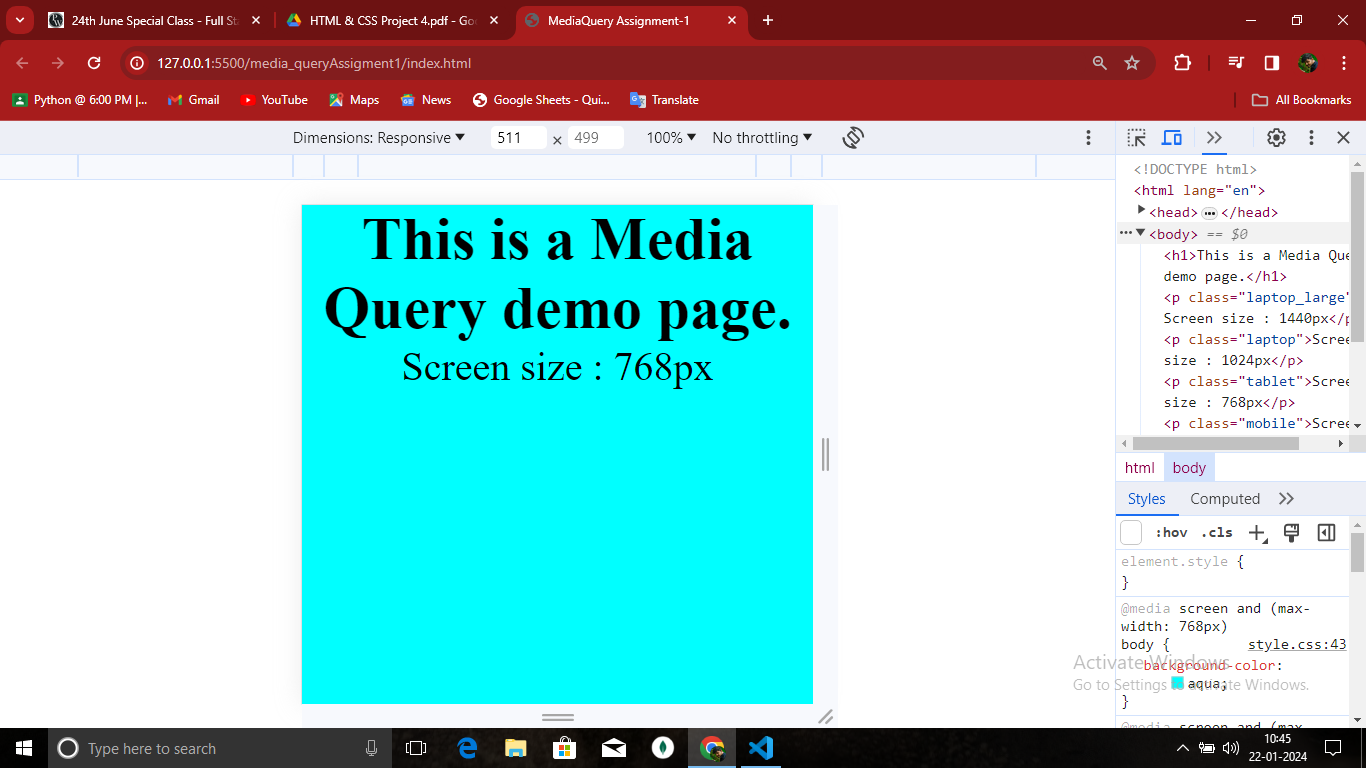 24th June Special Class - Full St
HTML & CSS Project 4.pdf - Goo
MediaQuery Assignment-1
127.0.0.1:5500/media_queryAssigment1/index.html
Python @ 6:00 PM |... Gmail YouTube Maps News Google Sheets - Qui... Translate All Bookmarks
Dimensions: Responsive 511 × 499 100% No throttling
This is a Media
Query demo page.
Screen size : 768px
<!DOCTYPE html>
<html lang="en">
<head> ••• </head>
••• <body> == $0
<h1>This is a Media Que
demo page.</h1>
<p class="laptop_large"
Screen size : 1440px</p
<p class="laptop">Scree
size : 1024px</p>
<p class="tablet">Scree
size : 768px</p>
<p class="mobile">Scree
html body
Styles Computed
:hov .cls
element.style {
}
@media screen and (max-
width: 768px)
body { style.css:43
background-color:
aqua;
}
@media screen and (max
Activate Windows
Go to Settings to activate Windows.
Type here to search
10:45
22-01-2024